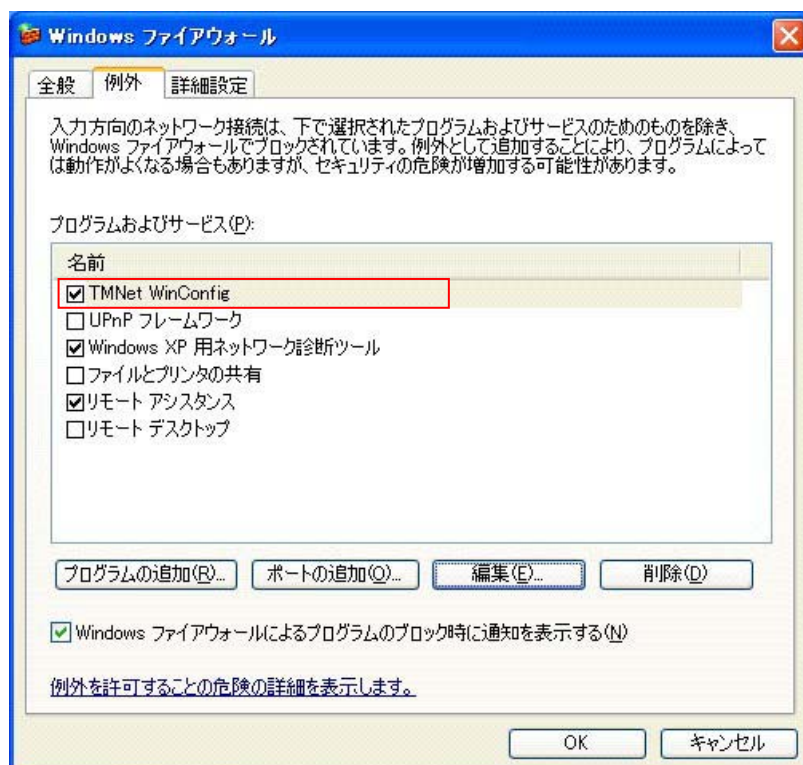 Windows ファイアウォール
全般 例外 詳細設定
入力方向のネットワーク接続は、下で選択されたプログラムおよびサービスのためのものを除き、
Windows ファイアウォールでブロックされています。例外として追加することにより、プログラムによって
は動作がよくなる場合もありますが、セキュリティの危険が増加する可能性があります。
プログラムおよびサービス(P):
名前
TMNet WinConfig
UPnP フレームワーク
Windows XP 用ネットワーク診断ツール
ファイルとプリンタの共有
リモート アシスタンス
リモート デスクトップ
プログラムの追加(R)... ポートの追加(O)... 編集(E)... 削除(D)
Windows ファイアウォールによるプログラムのブロック時に通知を表示する(N)
例外を許可することの危険の詳細を表示します。
OK キャンセル